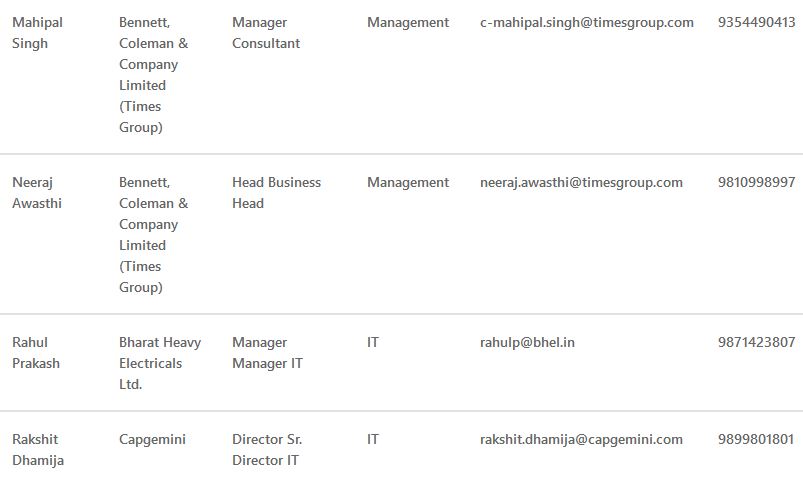 Mahipal Singh Bennett, Coleman & Company Limited (Times Group) Manager Consultant Management c-mahipal.singh@timesgroup.com 9354490413
Neeraj Awasthi Bennett, Coleman & Company Limited (Times Group) Head Business Head Management neeraj.awasthi@timesgroup.com 9810998997
Rahul Prakash Bharat Heavy Electricals Ltd. Manager Manager IT IT rahulp@bhel.in 9871423807
Rakshit Dhamija Capgemini Director Sr. Director IT IT rakshit.dhamija@capgemini.com 9899801801